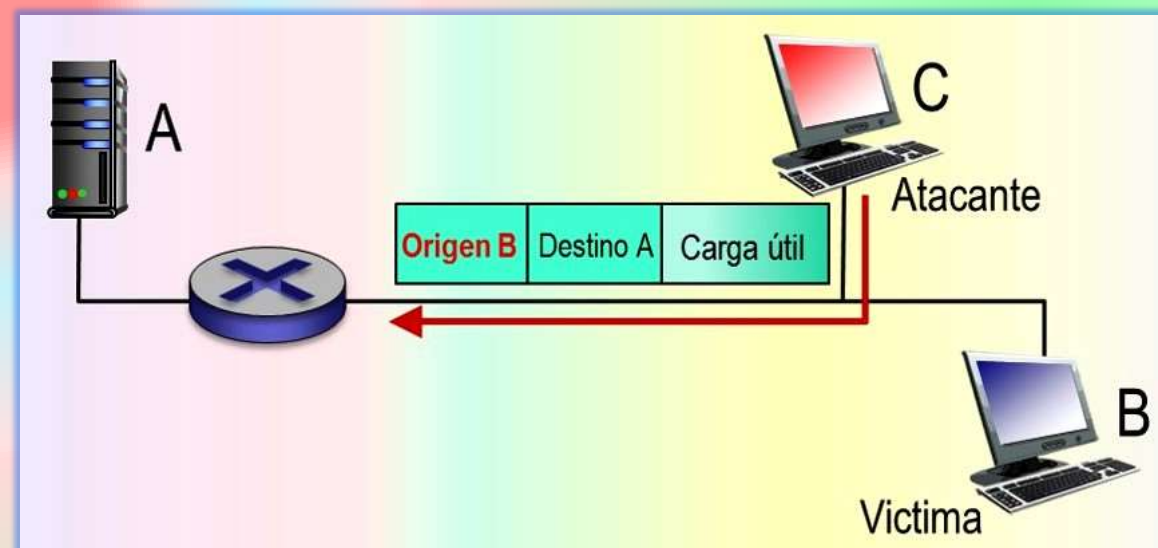 A
C
Atacante
Origen B
Destino A
Carga útil
B
Victima